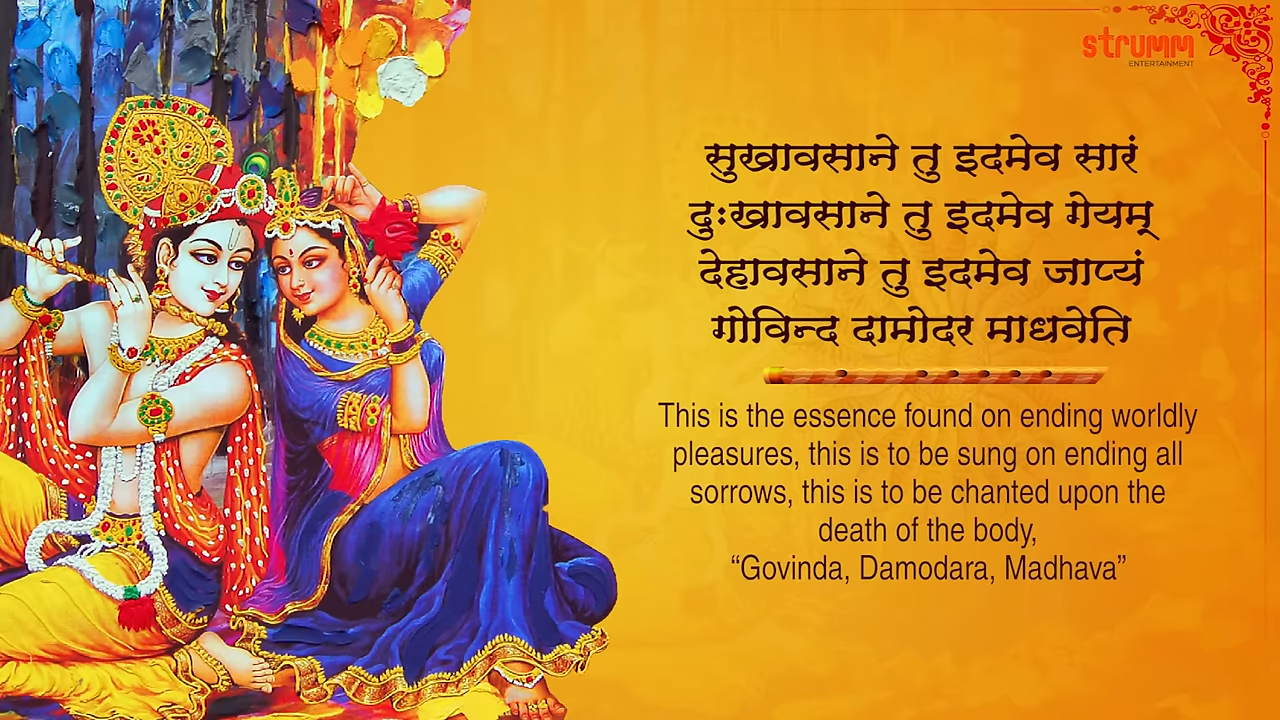 strumm
ENTERTAINMENT
सुखावसाने तु इदमेव सारं
दुःखावसाने तु इदमेव गेयम्
देहावसाने तु इदमेव जाप्यं
गोविन्द दामोदर माधवेति
This is the essence found on ending worldly
pleasures, this is to be sung on ending all
sorrows, this is to be chanted upon the
death of the body,
“Govinda, Damodara, Madhava”